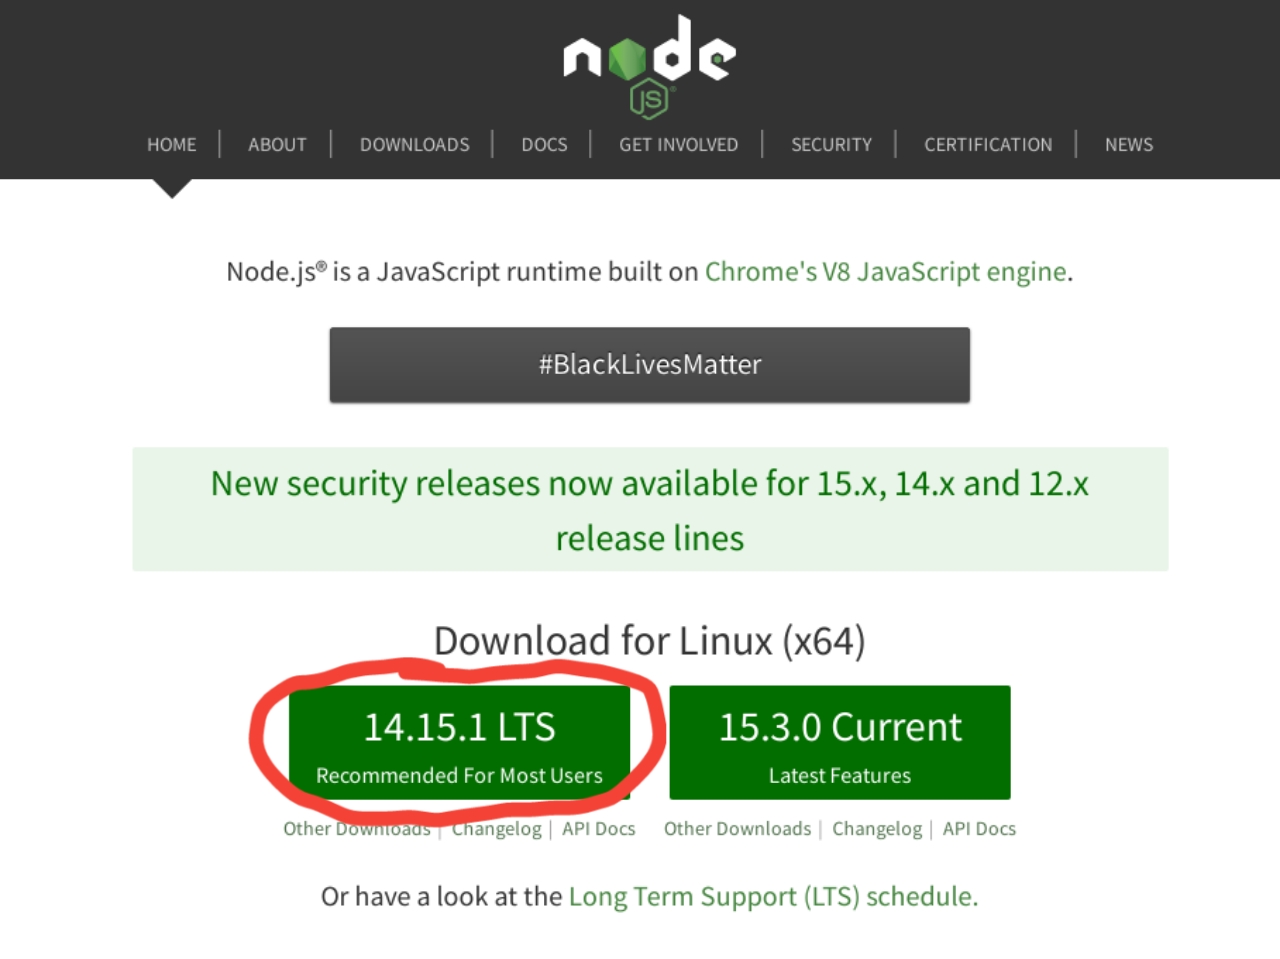 node
JS
HOME | ABOUT | DOWNLOADS | DOCS | GET INVOLVED | SECURITY | CERTIFICATION | NEWS
Node.js® is a JavaScript runtime built on Chrome's V8 JavaScript engine.
#BlackLivesMatter
New security releases now available for 15.x, 14.x and 12.x
release lines
Download for Linux (x64)
14.15.1 LTS
Recommended For Most Users
15.3.0 Current
Latest Features
Other Downloads | Changelog | API Docs
Other Downloads | Changelog | API Docs
Or have a look at the Long Term Support (LTS) schedule.